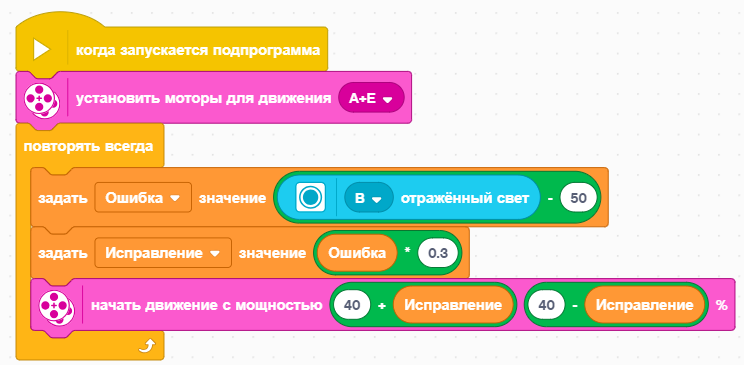 когда запускается подпрограмма
установить моторы для движения A+E
повторять всегда
задать Ошибка значение B отражённый свет - 50
задать Исправление значение Ошибка * 0.3
начать движение с мощностью 40 + Исправление 40 - Исправление %